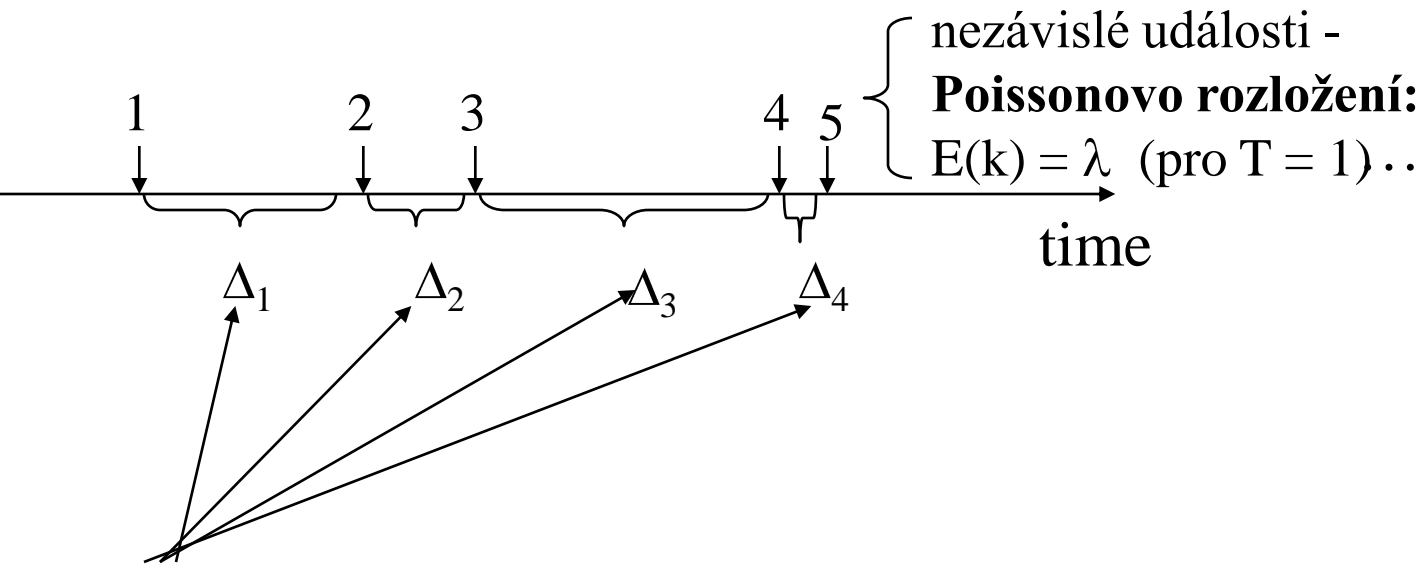 nezávislé události -
Poissonovo rozložení:
E(k) = λ (pro T = 1)...
1 2 3 4 5
time
Δ₁ Δ₂ Δ₃ Δ₄